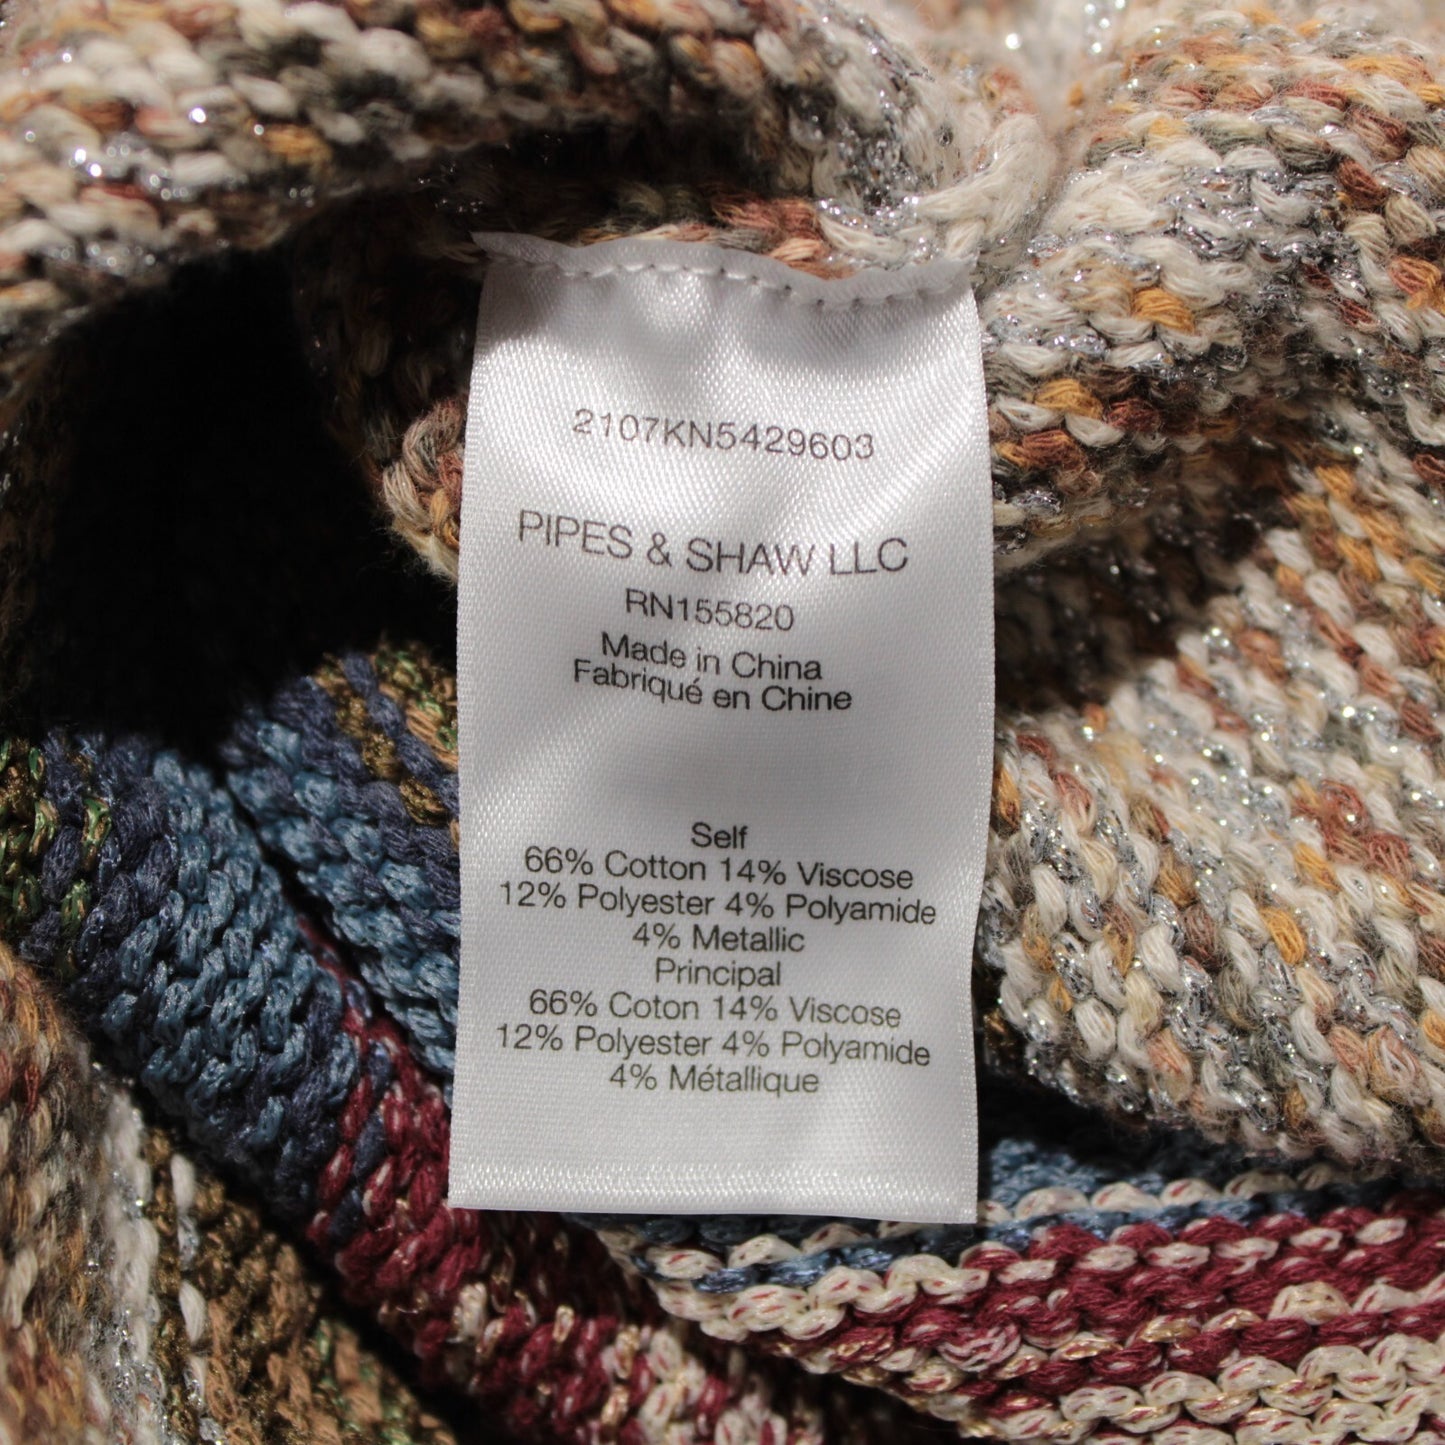 2107KN5429603
PIPES & SHAW LLC
RN155820
Made in China
Fabriqué en Chine
Self
66% Cotton 14% Viscose
12% Polyester 4% Polyamide
4% Metallic
Principal
66% Coton 14% Viscose
12% Polyester 4% Polyamide
4% Métallique